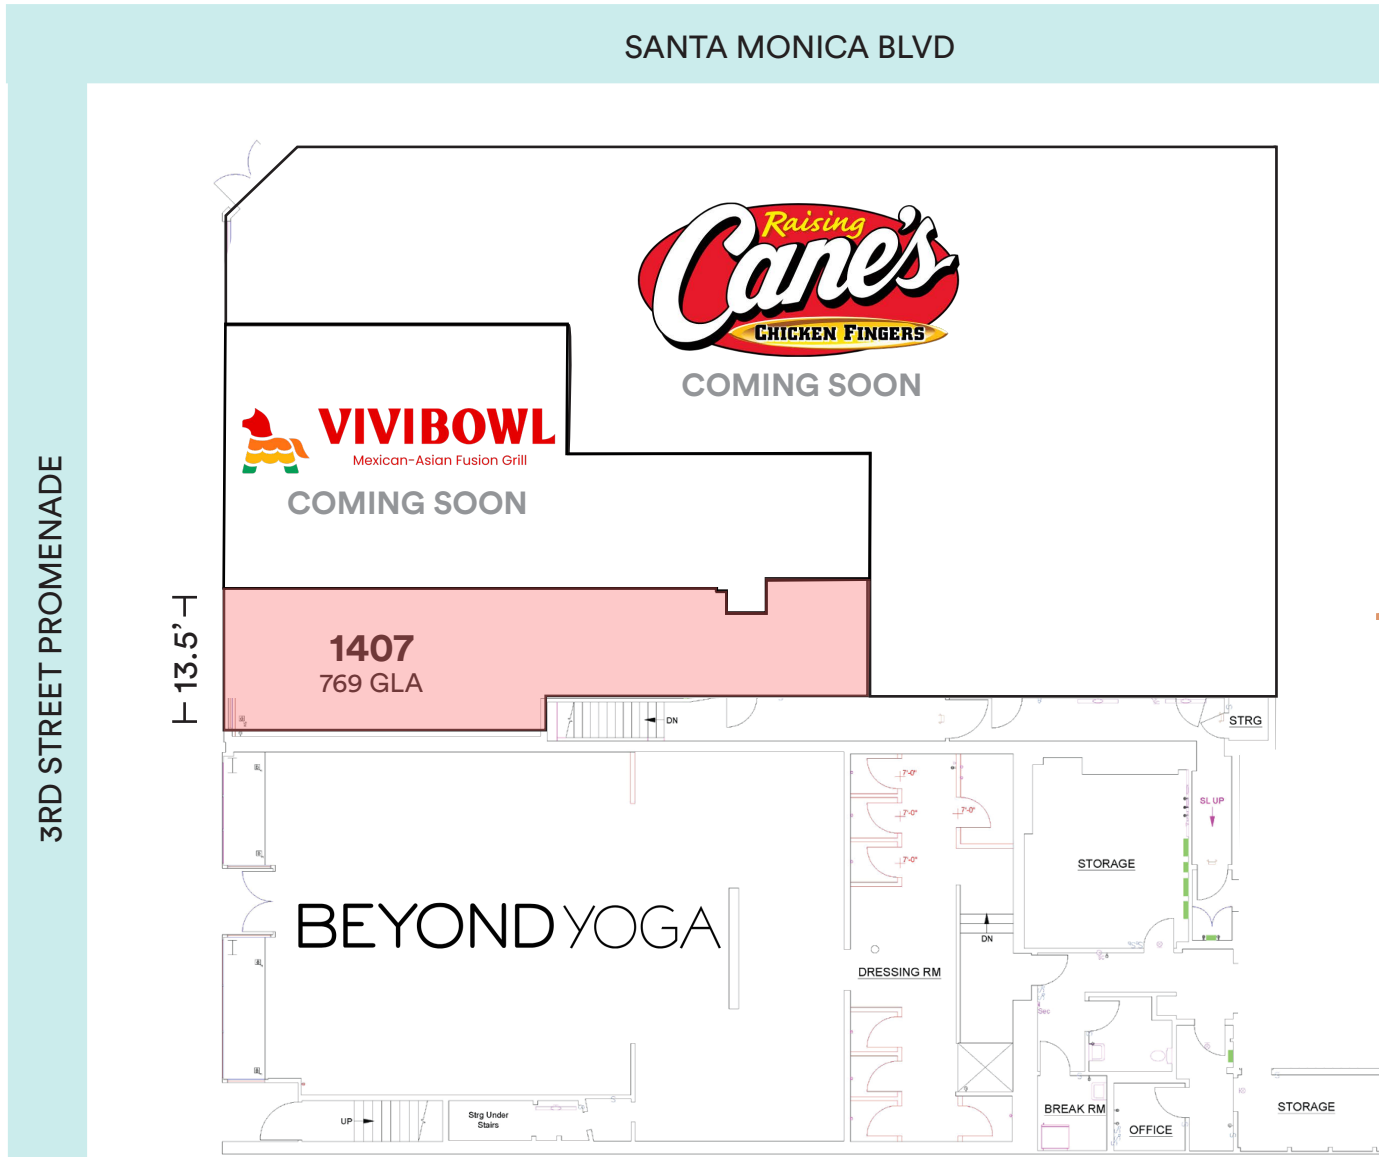 SANTA MONICA BLVD
3RD STREET PROMENADE
Raising
Cane's
CHICKEN FINGERS
COMING SOON
VIVIBOWL
Mexican-Asian Fusion Grill
COMING SOON
13.5'
1407
769 GLA
DN
STRG
7'-0"
7'-0"
7'-0"
7'-0"
SL UP
STORAGE
BEYOND YOGA
DN
DRESSING RM
Sec
UP
Strg Under
Stairs
BREAK RM
OFFICE
STORAGE